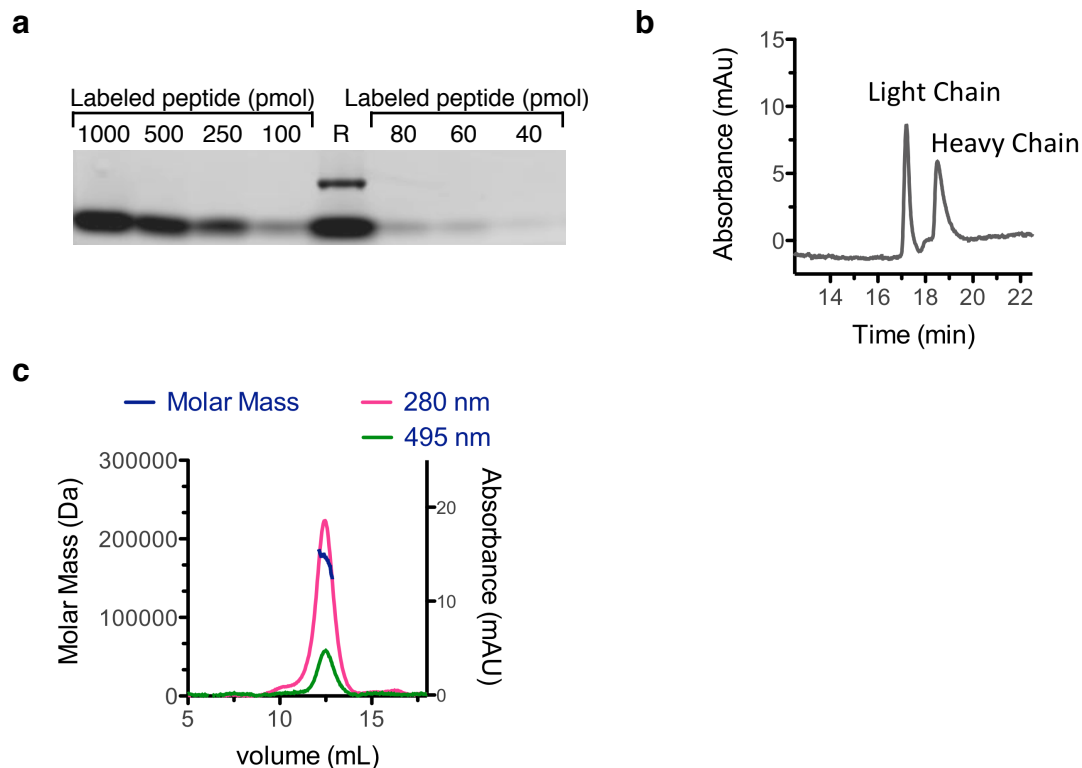 a
Labeled peptide (pmol) Labeled peptide (pmol)
1000 500 250 100 R 80 60 40
b
15
10
5
0
Absorbance (mAu)
Light Chain
Heavy Chain
14 16 18 20 22
Time (min)
c
Molar Mass 280 nm
495 nm
300000
200000
100000
0
Molar Mass (Da)
20
10
0
Absorbance (mAU)
5 10 15
volume (mL)